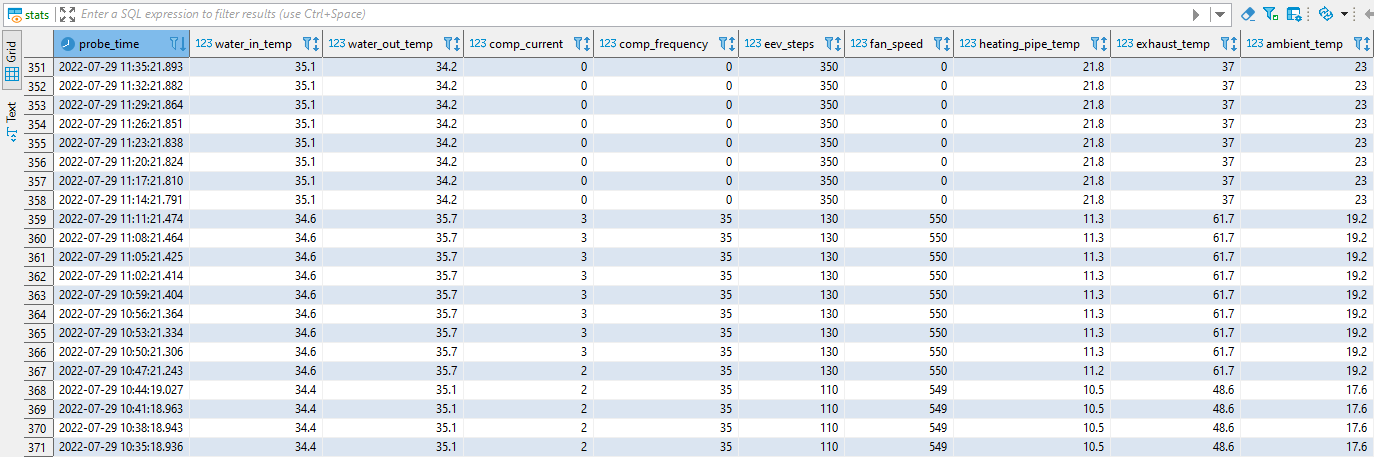 stats Enter a SQL expression to filter results (use Ctrl+Space)
Grid
Text
probe_time 123 water_in_temp 123 water_out_temp 123 comp_current 123 comp_frequency 123 eev_steps 123 fan_speed 123 heating_pipe_temp 123 exhaust_temp 123 ambient_temp
351 2022-07-29 11:35:21.893 35.1 34.2 0 0 350 0 21.8 37 23
352 2022-07-29 11:32:21.882 35.1 34.2 0 0 350 0 21.8 37 23
353 2022-07-29 11:29:21.864 35.1 34.2 0 0 350 0 21.8 37 23
354 2022-07-29 11:26:21.851 35.1 34.2 0 0 350 0 21.8 37 23
355 2022-07-29 11:23:21.838 35.1 34.2 0 0 350 0 21.8 37 23
356 2022-07-29 11:20:21.824 35.1 34.2 0 0 350 0 21.8 37 23
357 2022-07-29 11:17:21.810 35.1 34.2 0 0 350 0 21.8 37 23
358 2022-07-29 11:14:21.791 35.1 34.2 0 0 350 0 21.8 37 23
359 2022-07-29 11:11:21.474 34.6 35.7 3 35 130 550 11.3 61.7 19.2
360 2022-07-29 11:08:21.464 34.6 35.7 3 35 130 550 11.3 61.7 19.2
361 2022-07-29 11:05:21.425 34.6 35.7 3 35 130 550 11.3 61.7 19.2
362 2022-07-29 11:02:21.414 34.6 35.7 3 35 130 550 11.3 61.7 19.2
363 2022-07-29 10:59:21.404 34.6 35.7 3 35 130 550 11.3 61.7 19.2
364 2022-07-29 10:56:21.364 34.6 35.7 3 35 130 550 11.3 61.7 19.2
365 2022-07-29 10:53:21.334 34.6 35.7 3 35 130 550 11.3 61.7 19.2
366 2022-07-29 10:50:21.306 34.6 35.7 3 35 130 550 11.3 61.7 19.2
367 2022-07-29 10:47:21.243 34.6 35.7 2 35 130 550 11.2 61.7 19.2
368 2022-07-29 10:44:19.027 34.4 35.1 2 35 110 549 10.5 48.6 17.6
369 2022-07-29 10:41:18.963 34.4 35.1 2 35 110 549 10.5 48.6 17.6
370 2022-07-29 10:38:18.943 34.4 35.1 2 35 110 549 10.5 48.6 17.6
371 2022-07-29 10:35:18.936 34.4 35.1 2 35 110 549 10.5 48.6 17.6